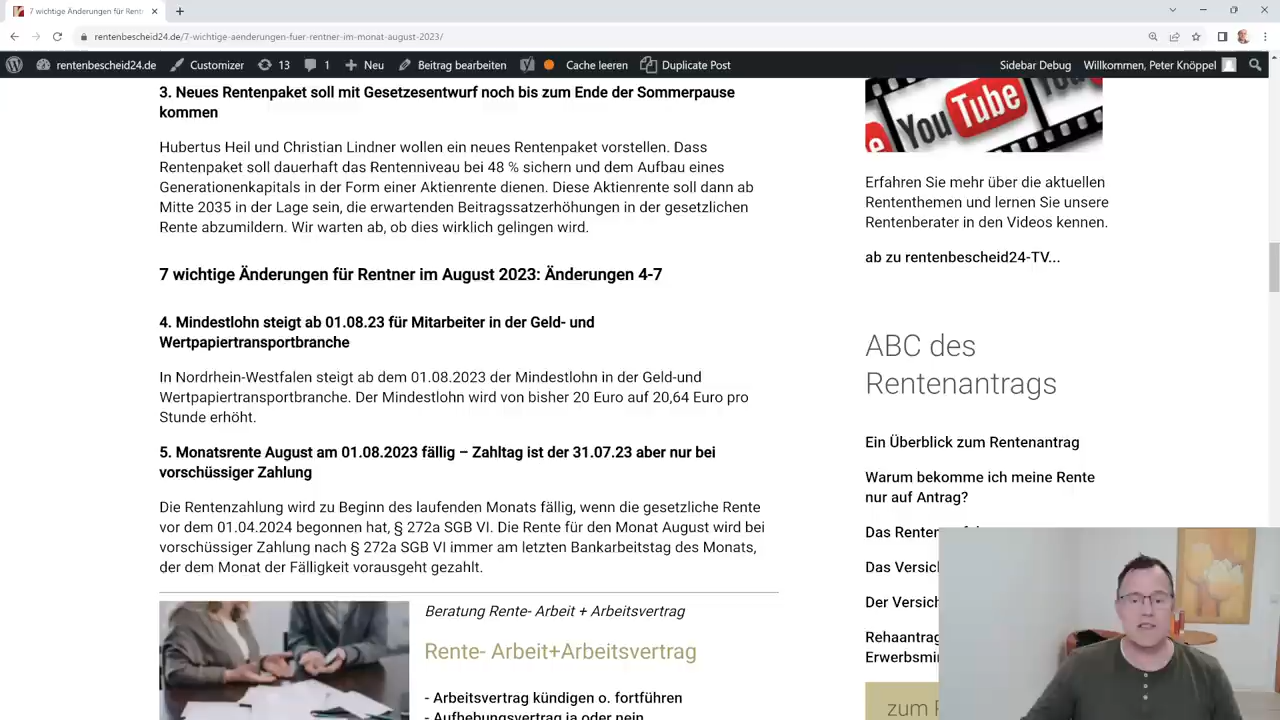 7 wichtige Änderungen für Rent
rentenbescheid24.de/7-wichtige-aenderungen-fuer-rentner-im-monat-august-2023/
rentenbescheid24.de Customizer 13 1 Neu Beitrag bearbeiten Cache leeren Duplicate Post Sidebar Debug Willkommen, Peter Knöppel
3. Neues Rentenpaket soll mit Gesetzesentwurf noch bis zum Ende der Sommerpause
kommen
Hubertus Heil und Christian Lindner wollen ein neues Rentenpaket vorstellen. Dass
Rentenpaket soll dauerhaft das Rentenniveau bei 48 % sichern und dem Aufbau eines
Generationenkapitals in der Form einer Aktienrente dienen. Diese Aktienrente soll dann ab
Mitte 2035 in der Lage sein, die erwartenden Beitragssatzerhöhungen in der gesetzlichen
Rente abzumildern. Wir warten ab, ob dies wirklich gelingen wird.
7 wichtige Änderungen für Rentner im August 2023: Änderungen 4-7
4. Mindestlohn steigt ab 01.08.23 für Mitarbeiter in der Geld- und
Wertpapiertransportbranche
In Nordrhein-Westfalen steigt ab dem 01.08.2023 der Mindestlohn in der Geld-und
Wertpapiertransportbranche. Der Mindestlohn wird von bisher 20 Euro auf 20,64 Euro pro
Stunde erhöht.
5. Monatsrente August am 01.08.2023 fällig – Zahltag ist der 31.07.23 aber nur bei
vorschüssiger Zahlung
Die Rentenzahlung wird zu Beginn des laufenden Monats fällig, wenn die gesetzliche Rente
vor dem 01.04.2024 begonnen hat, § 272a SGB VI. Die Rente für den Monat August wird bei
vorschüssiger Zahlung nach § 272a SGB VI immer am letzten Bankarbeitstag des Monats,
der dem Monat der Fälligkeit vorausgeht gezahlt.
Beratung Rente- Arbeit + Arbeitsvertrag
Rente- Arbeit+Arbeitsvertrag
- Arbeitsvertrag kündigen o. fortführen
- Aufhebungsvertrag ja oder nein
You Tube
Erfahren Sie mehr über die aktuellen
Rententhemen und lernen Sie unsere
Rentenberater in den Videos kennen.
ab zu rentenbescheid24-TV...
ABC des
Rentenantrags
Ein Überblick zum Rentenantrag
Warum bekomme ich meine Rente
nur auf Antrag?
Das Renten
Das Versich
Der Versich
Rehaantrag
Erwerbsmi
zum